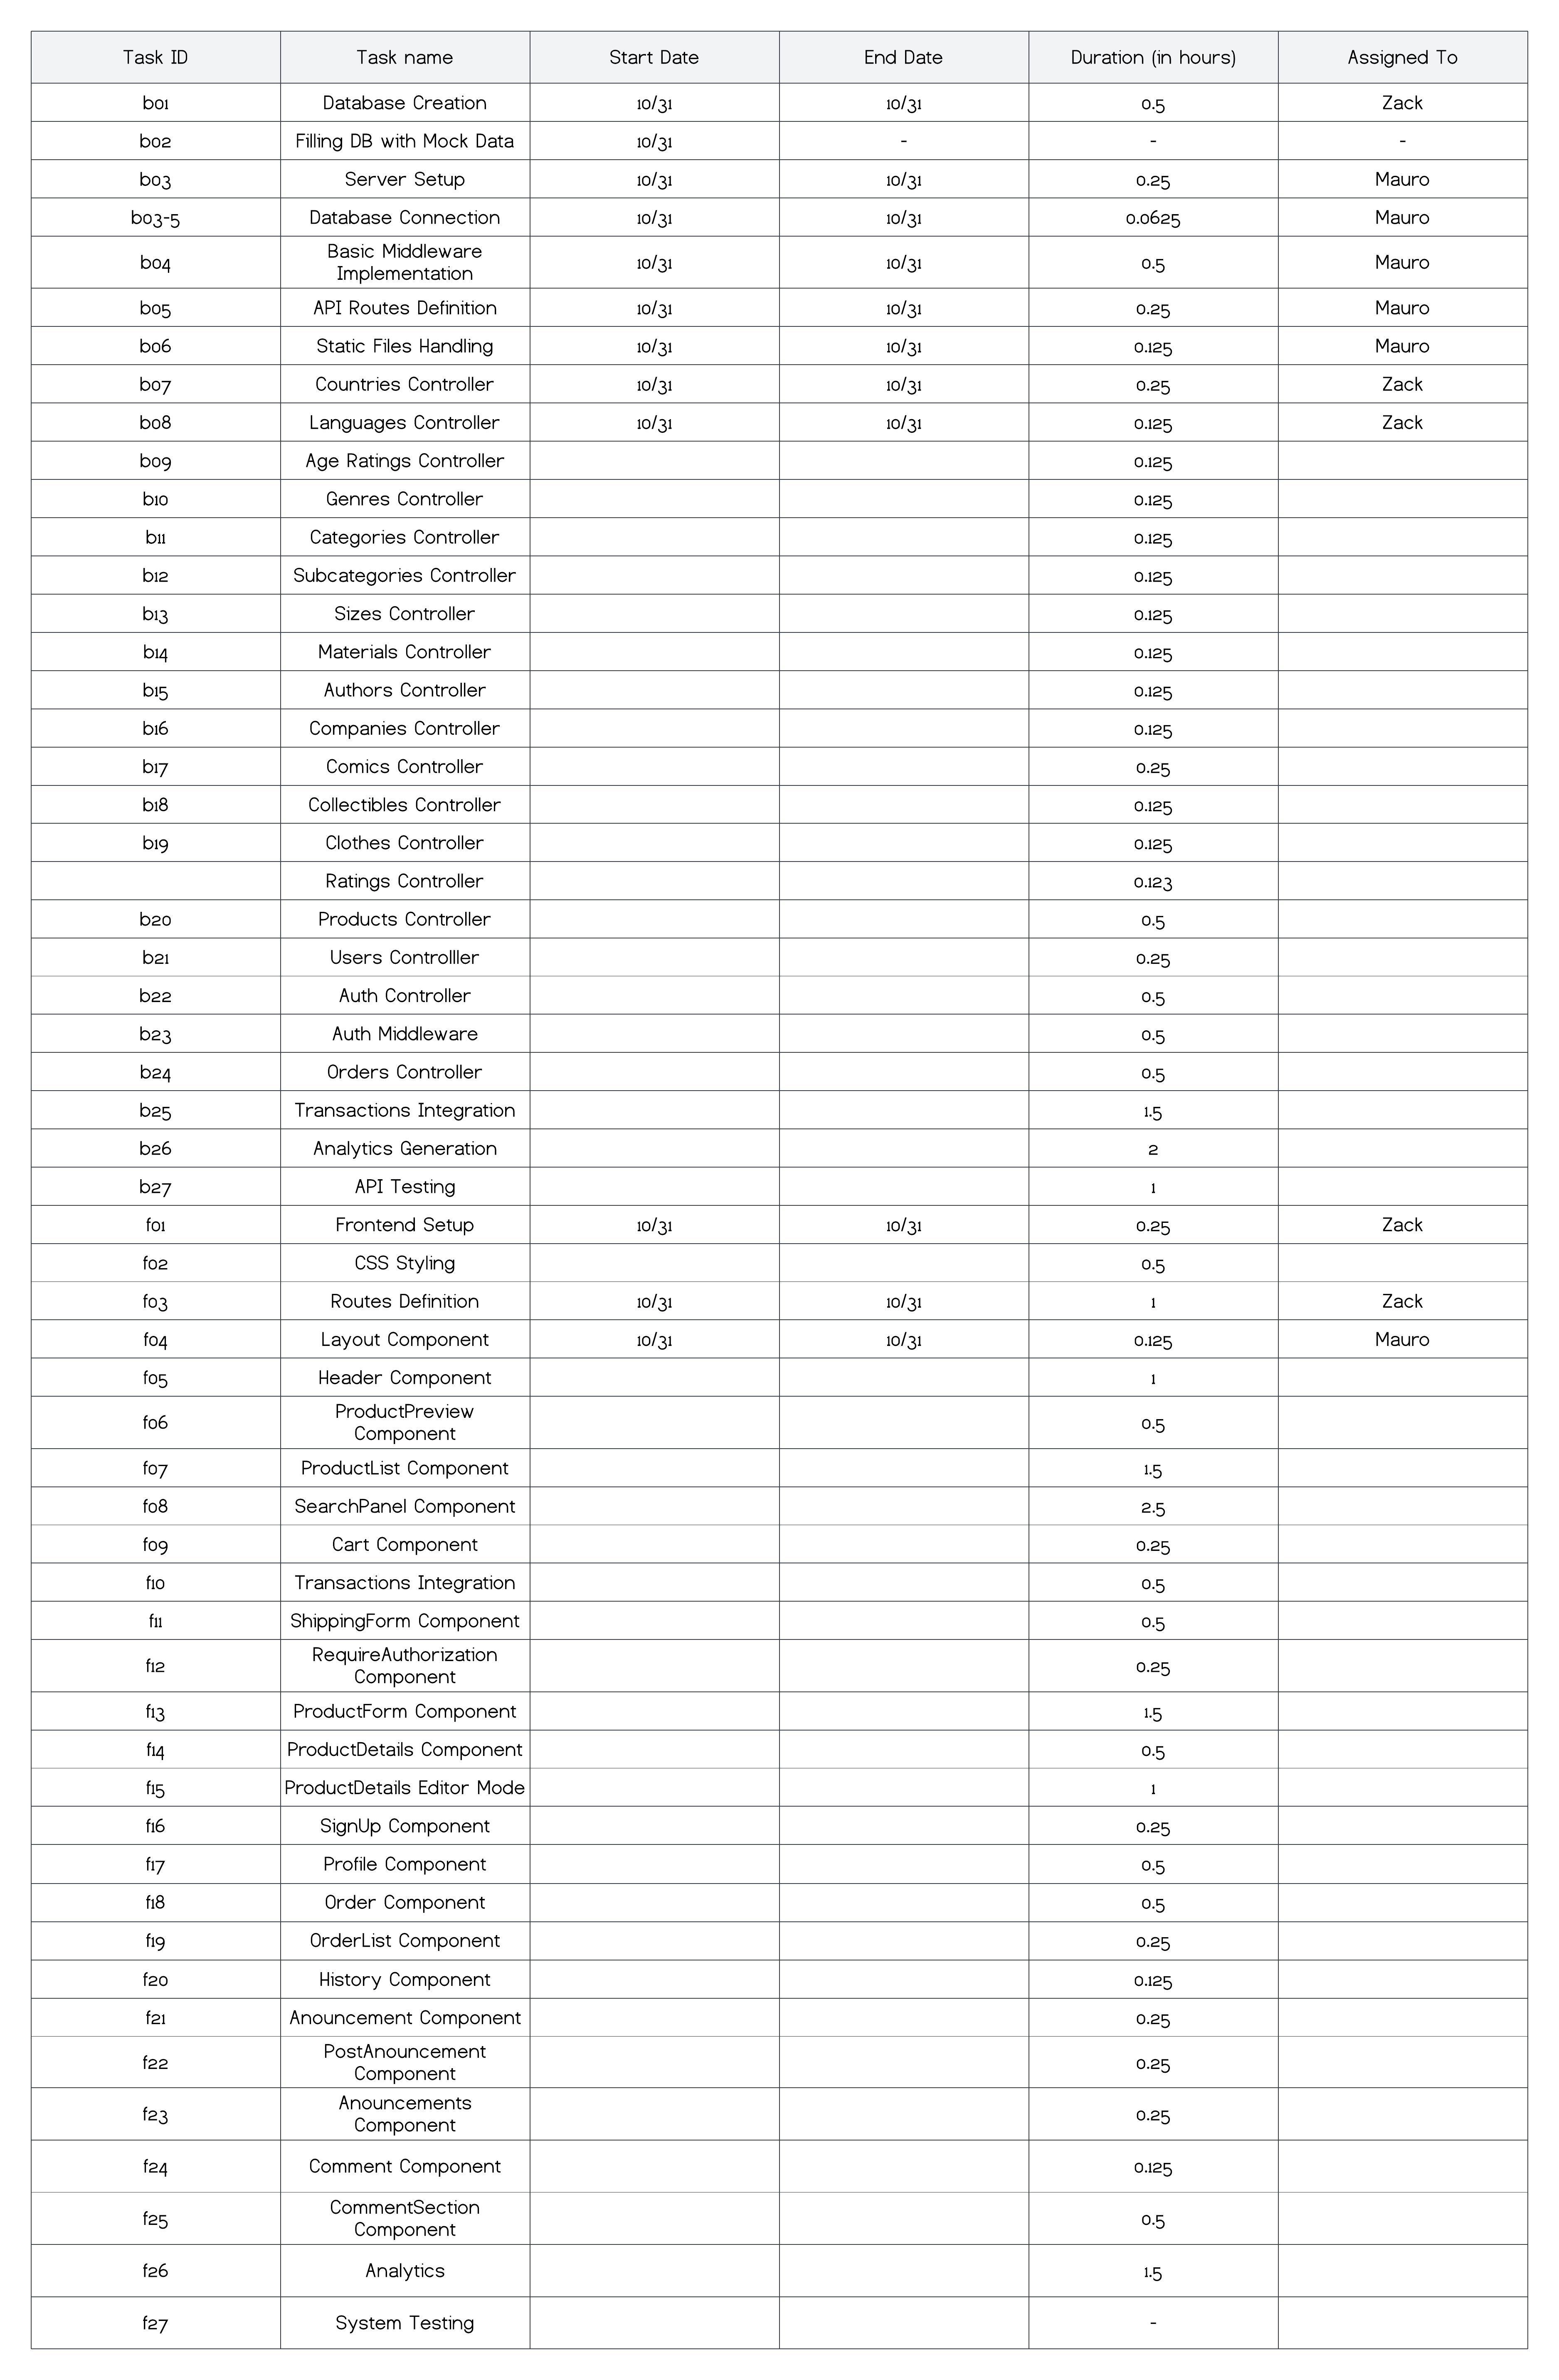 Task ID Task name Start Date End Date Duration (in hours) Assigned To
b01 Database Creation 10/31 10/31 0.5 Zack
b02 Filling DB with Mock Data 10/31 - - -
b03 Server Setup 10/31 10/31 0.25 Mauro
b03-5 Database Connection 10/31 10/31 0.0625 Mauro
b04 Basic Middleware
Implementation 10/31 10/31 0.5 Mauro
b05 API Routes Definition 10/31 10/31 0.25 Mauro
b06 Static Files Handling 10/31 10/31 0.125 Mauro
b07 Countries Controller 10/31 10/31 0.25 Zack
b08 Languages Controller 10/31 10/31 0.125 Zack
b09 Age Ratings Controller 0.125
b10 Genres Controller 0.125
b11 Categories Controller 0.125
b12 Subcategories Controller 0.125
b13 Sizes Controller 0.125
b14 Materials Controller 0.125
b15 Authors Controller 0.125
b16 Companies Controller 0.125
b17 Comics Controller 0.25
b18 Collectibles Controller 0.125
b19 Clothes Controller 0.125
Ratings Controller 0.123
b20 Products Controller 0.5
b21 Users Controlller 0.25
b22 Auth Controller 0.5
b23 Auth Middleware 0.5
b24 Orders Controller 0.5
b25 Transactions Integration 1.5
b26 Analytics Generation 2
b27 API Testing 1
f01 Frontend Setup 10/31 10/31 0.25 Zack
f02 CSS Styling 0.5
f03 Routes Definition 10/31 10/31 1 Zack
f04 Layout Component 10/31 10/31 0.125 Mauro
f05 Header Component 1
f06 ProductPreview
Component 0.5
f07 ProductList Component 1.5
f08 SearchPanel Component 2.5
f09 Cart Component 0.25
f10 Transactions Integration 0.5
f11 ShippingForm Component 0.5
f12 RequireAuthorization
Component 0.25
f13 ProductForm Component 1.5
f14 ProductDetails Component 0.5
f15 ProductDetails Editor Mode 1
f16 SignUp Component 0.25
f17 Profile Component 0.5
f18 Order Component 0.5
f19 OrderList Component 0.25
f20 History Component 0.125
f21 Anouncement Component 0.25
f22 PostAnouncement
Component 0.25
f23 Anouncements
Component 0.25
f24 Comment Component 0.125
f25 CommentSection
Component 0.5
f26 Analytics 1.5
f27 System Testing -